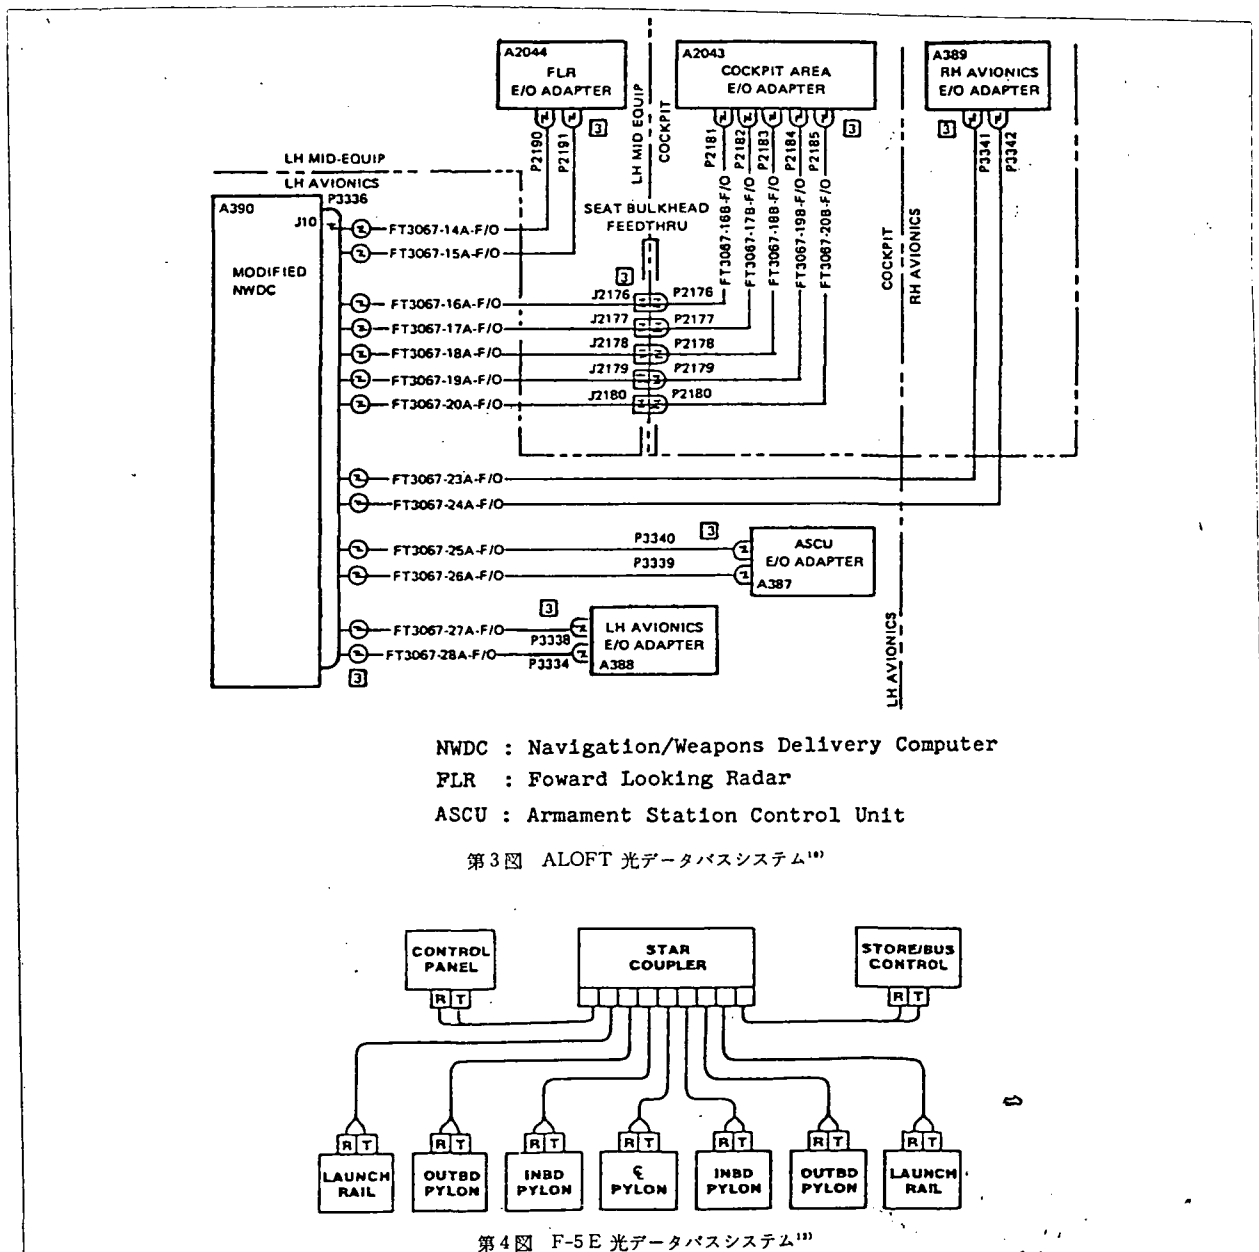 A2044
FLR
E/O ADAPTER
P2190
P2191
3
LH MID EQUIP
COCKPIT
A2043
COCKPIT AREA
E/O ADAPTER
P2181
P2182
P2183
P2184
P2185
3
A389
RH AVIONICS
E/O ADAPTER
3
P3341
P3342
LH MID-EQUIP
LH AVIONICS
P3336
A390
J10
MODIFIED
NWDC
SEAT BULKHEAD
FEEDTHRU
3
FT3067-16B-F/O
FT3067-17B-F/O
FT3067-18B-F/O
FT3067-19B-F/O
FT3067-20B-F/O
COCKPIT
RH AVIONICS
FT3067-14A-F/O
FT3067-15A-F/O
FT3067-16A-F/O J2176 P2176
FT3067-17A-F/O J2177 P2177
FT3067-18A-F/O J2178 P2178
FT3067-19A-F/O J2179 P2179
FT3067-20A-F/O J2180 P2180
FT3067-23A-F/O
FT3067-24A-F/O
FT3067-25A-F/O P3340
FT3067-26A-F/O P3339
3
ASCU
E/O ADAPTER
A387
FT3067-27A-F/O P3338
FT3067-28A-F/O P3334
3
LH AVIONICS
E/O ADAPTER
A388
3
LH AVIONICS
NWDC : Navigation/Weapons Delivery Computer
FLR : Foward Looking Radar
ASCU : Armament Station Control Unit
第3図 ALOFT 光データバスシステム
CONTROL
PANEL
R T
STAR
COUPLER
STORE/BUS
CONTROL
R T
R T
LAUNCH
RAIL
R T
OUTBD
PYLON
R T
INBD
PYLON
R T
℄
PYLON
R T
INBD
PYLON
R T
OUTBD
PYLON
R T
LAUNCH
RAIL
第4図 F-5E 光データバスシステム